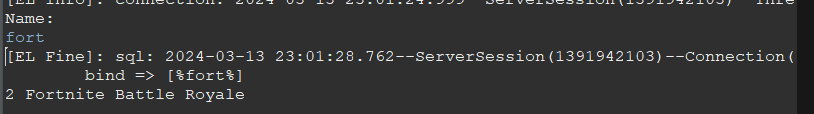 [EL Info]: connection: 2024-03-13 23:01:24.999--ServerSession(1391942103)--Thre
Name:
fort
[EL Fine]: sql: 2024-03-13 23:01:28.762--ServerSession(1391942103)--Connection(
bind => [%fort%]
2 Fortnite Battle Royale